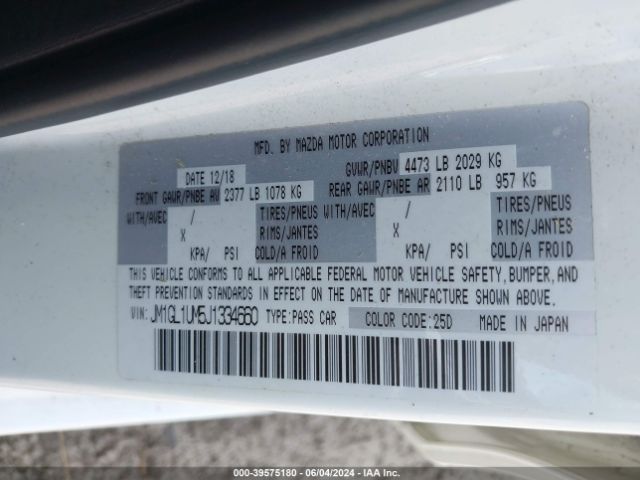 MFD. BY MAZDA MOTOR CORPORATION
DATE 12/18 GVWR/PNBU 4473 LB 2029 KG
FRONT GAWR/PNBE AV 2377 LB 1078 KG REAR GAWR/PNBE AR 2110 LB 957 KG
WITH/AVEC / TIRES/PNEUS WITH/AVEC / TIRES/PNEUS
X RIMS/JANTES X RIMS/JANTES
KPA/ PSI COLD/A FROID KPA/ PSI COLD/A FROID
THIS VEHICLE CONFORMS TO ALL APPLICABLE FEDERAL MOTOR VEHICLE SAFETY, BUMPER, AND
THEFT PREVENTION STANDARDS IN EFFECT ON THE DATE OF MANUFACTURE SHOWN ABOVE.
VIN: JM1GL1UM5J1334660 TYPE: PASS CAR COLOR CODE: 25D MADE IN JAPAN
000-39575180 - 06/04/2024 - IAA Inc.